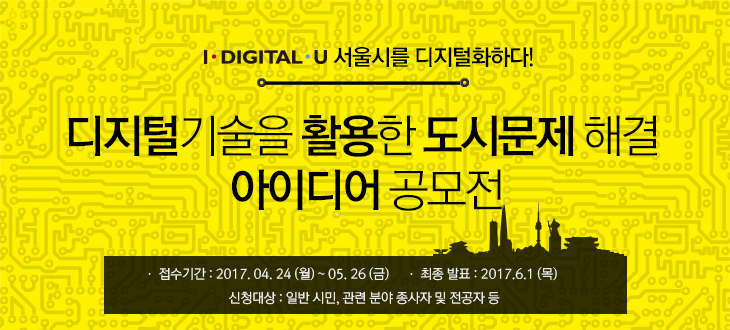 I·DIGITAL·U 서울시를 디지털화하다!
디지털기술을 활용한 도시문제 해결
아이디어 공모전
· 접수기간 : 2017. 04. 24 (월) ~ 05. 26 (금) · 최종 발표 : 2017.6.1 (목)
신청대상 : 일반 시민, 관련 분야 종사자 및 전공자 등